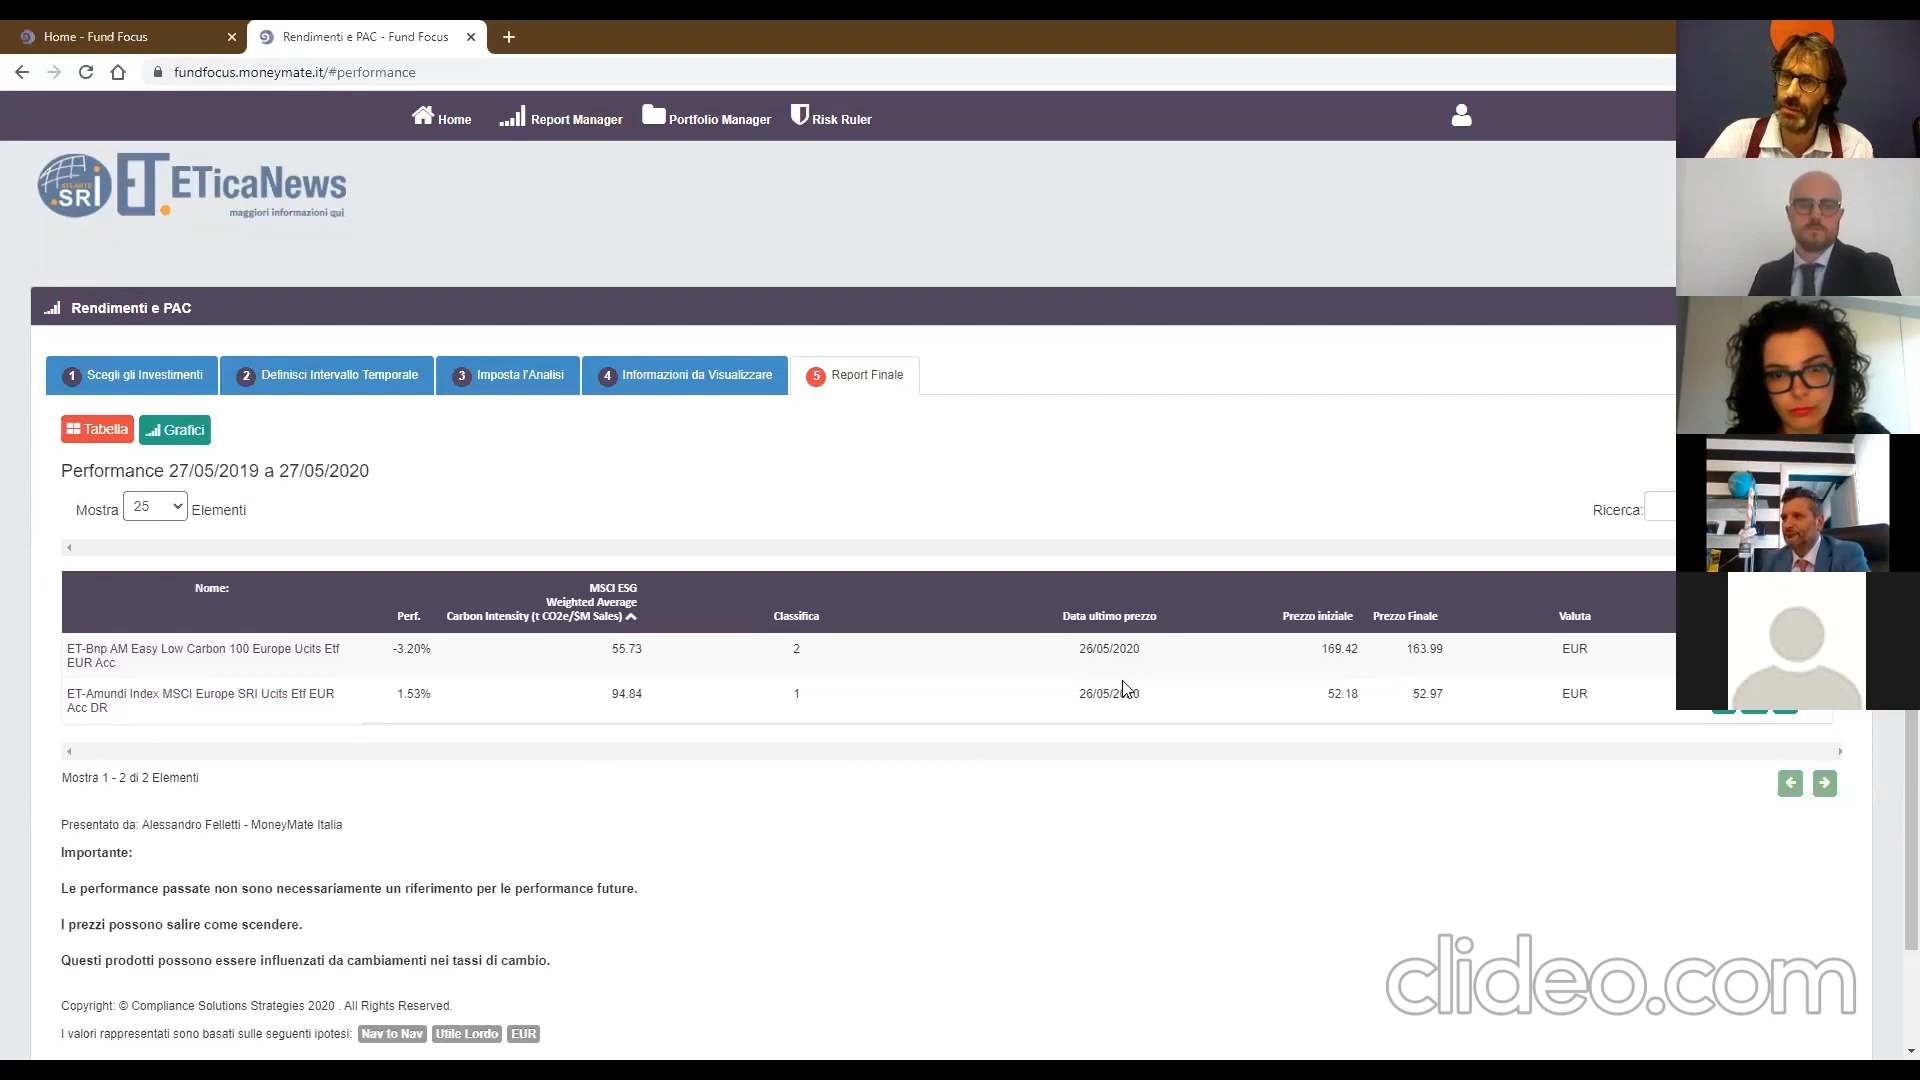 Home - Fund Focus
Rendimenti e PAC - Fund Focus
fundfocus.moneymate.it/#performance
Home
Report Manager
Portfolio Manager
Risk Ruler
ATLANTE
.SRI
ET.
ETicaNews
maggiori informazioni qui
Rendimenti e PAC
1 Scegli gli Investimenti
2 Definisci Intervallo Temporale
3 Imposta l'Analisi
4 Informazioni da Visualizzare
5 Report Finale
Tabella
Grafici
Performance 27/05/2019 a 27/05/2020
Mostra 25 Elementi
Ricerca:
Nome:
Perf.
MSCI ESG
Weighted Average
Carbon Intensity (t CO2e/$M Sales)
Classifica
Data ultimo prezzo
Prezzo iniziale
Prezzo Finale
Valuta
ET-Bnp AM Easy Low Carbon 100 Europe Ucits Etf
EUR Acc
-3.20%
55.73
2
26/05/2020
169.42
163.99
EUR
ET-Amundi Index MSCI Europe SRI Ucits Etf EUR
Acc DR
1.53%
94.84
1
26/05/2020
52.18
52.97
EUR
Mostra 1 - 2 di 2 Elementi
Presentato da: Alessandro Felletti - MoneyMate Italia
Importante:
Le performance passate non sono necessariamente un riferimento per le performance future.
I prezzi possono salire come scendere.
Questi prodotti possono essere influenzati da cambiamenti nei tassi di cambio.
Copyright: © Compliance Solutions Strategies 2020 . All Rights Reserved.
I valori rappresentati sono basati sulle seguenti ipotesi: Nav to Nav Utile Lordo EUR
clideo.com